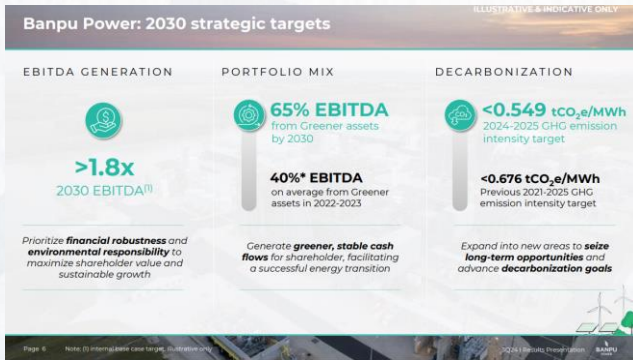 ILLUSTRATIVE & INDICATIVE ONLY
Banpu Power: 2030 strategic targets
EBITDA GENERATION
>1.8x
2030 EBITDA(1)
Prioritize financial robustness and
environmental responsibility to
maximize shareholder value and
sustainable growth
PORTFOLIO MIX
65% EBITDA
from Greener assets
by 2030
40%* EBITDA
on average from Greener
assets in 2022-2023
Generate greener, stable cash
flows for shareholder, facilitating
a successful energy transition
DECARBONIZATION
CO₂
<0.549 tCO₂e/MWh
2024-2025 GHG emission
intensity target
<0.676 tCO₂e/MWh
Previous 2021-2025 GHG
emission intensity target
Expand into new areas to seize
long-term opportunities and
advance decarbonization goals
Page 6 Note: (1) Internal base case target, illustrative only
Results Presentation
BANPU